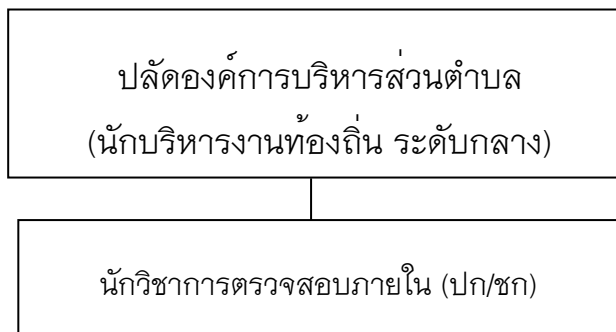 ปลัดองค์การบริหารส่วนตำบล
(นักบริหารงานท้องถิ่น ระดับกลาง)
นักวิชาการตรวจสอบภายใน (ปก/ชก)